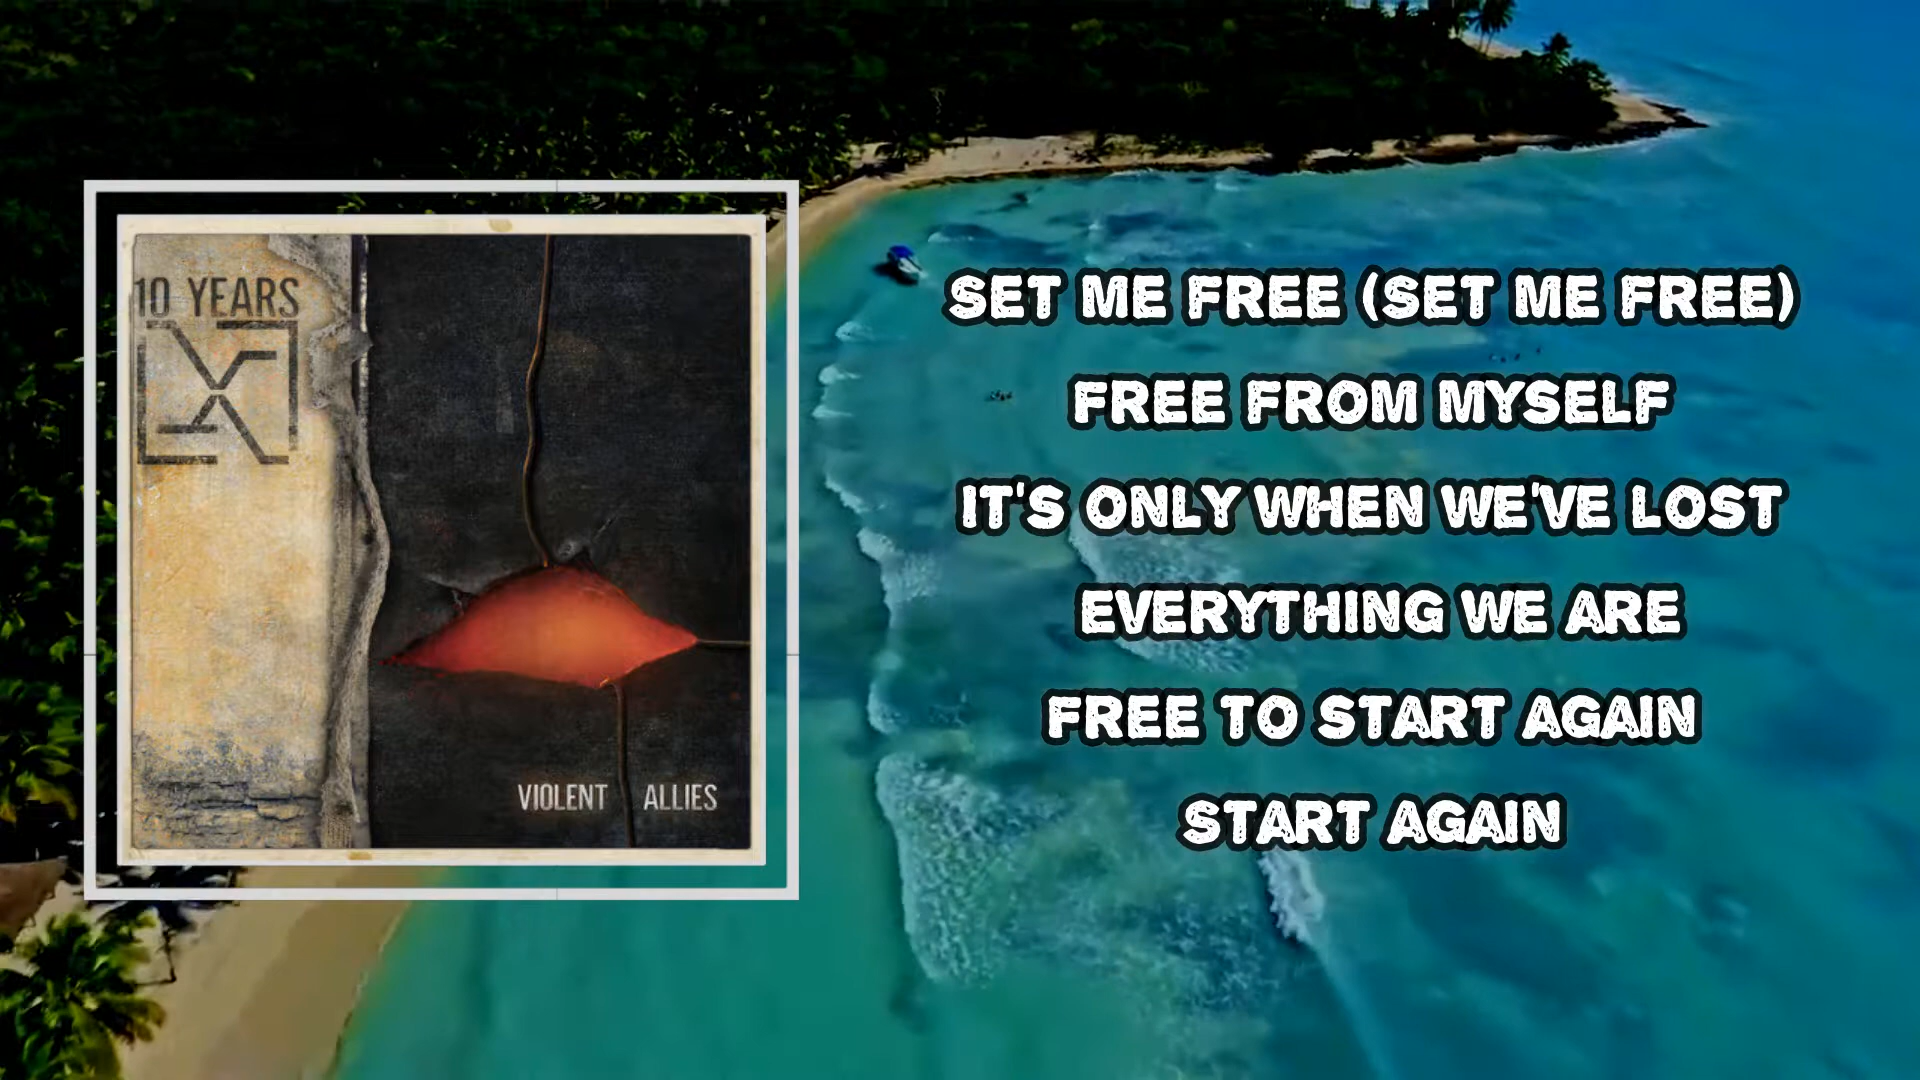 10 YEARS
VIOLENT ALLIES
SET ME FREE (SET ME FREE)
FREE FROM MYSELF
IT'S ONLY WHEN WE'VE LOST
EVERYTHING WE ARE
FREE TO START AGAIN
START AGAIN